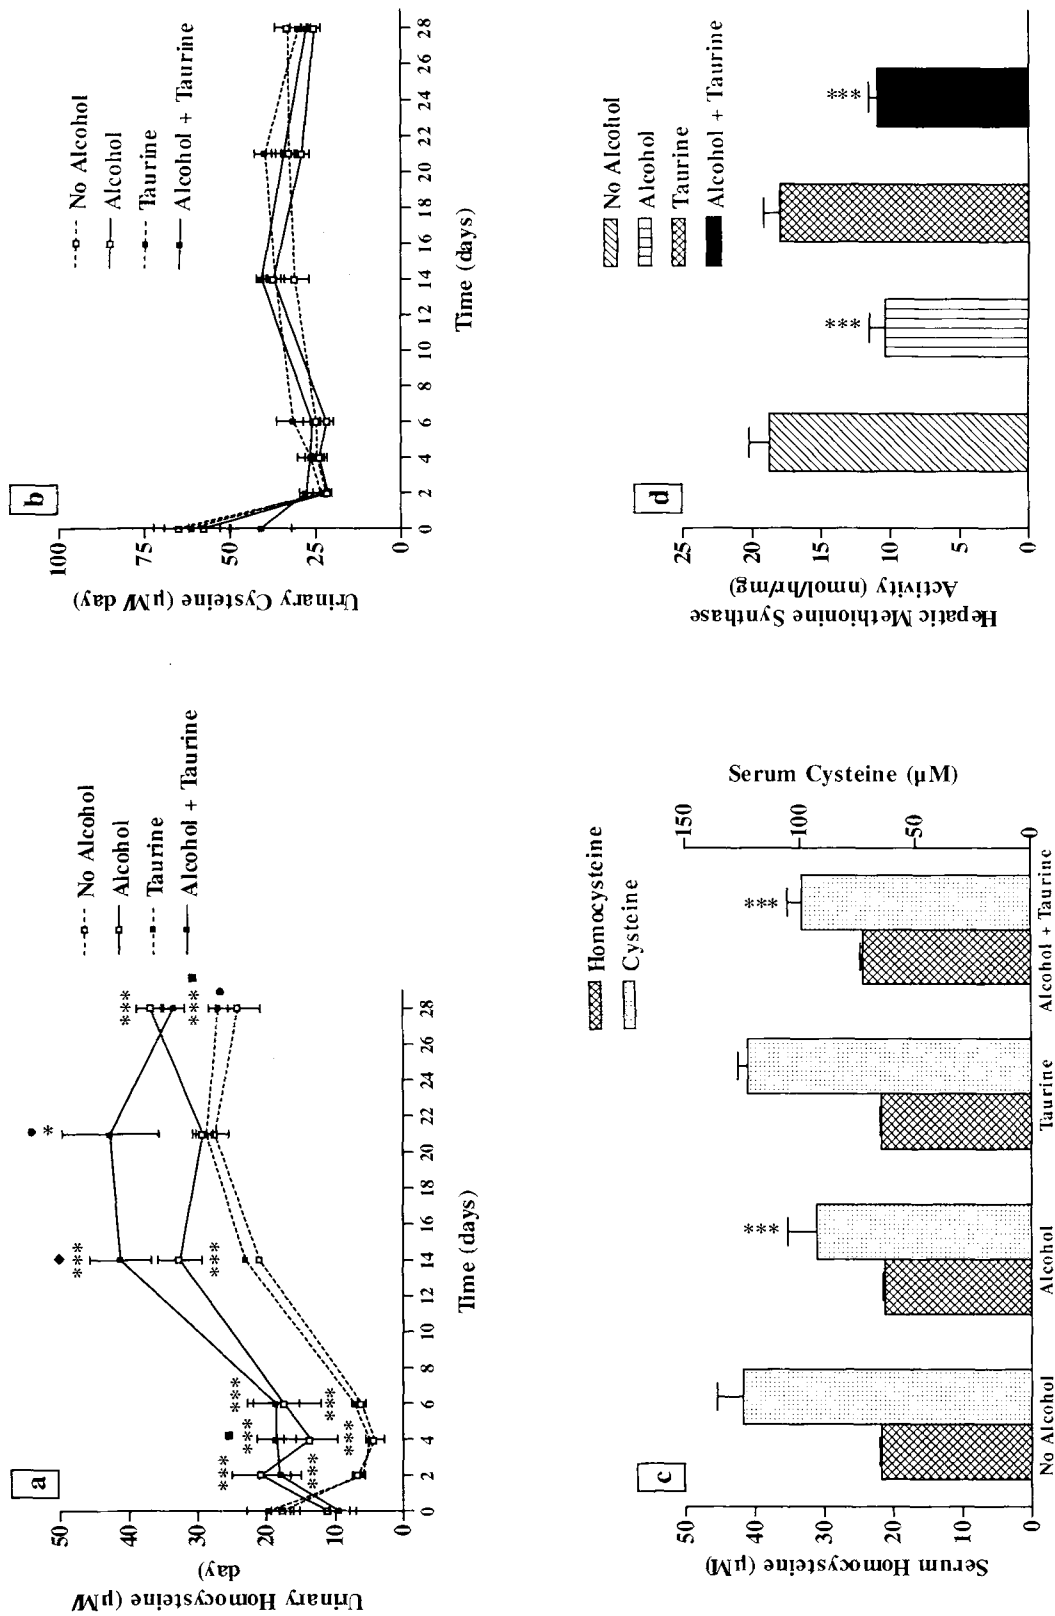 a
Urinary Homocysteine (µM/
day)
50
40
30
20
10
0
0
2
4
6
8
10
12
14
16
18
20
22
24
26
28
Time (days)
No Alcohol
Alcohol
Taurine
Alcohol + Taurine
***
***
***
***
***
***
***
***
*
***
***
b
Urinary Cysteine (µM/ day)
100
75
50
25
0
0
2
4
6
8
10
12
14
16
18
20
22
24
26
28
Time (days)
No Alcohol
Alcohol
Taurine
Alcohol + Taurine
c
Serum Homocysteine (µM)
50
40
30
20
10
0
Homocysteine
Cysteine
***
***
No Alcohol
Alcohol
Taurine
Alcohol + Taurine
Serum Cysteine (µM)
-150
-100
-50
0
d
Hepatic Methionine Synthase
Activity (nmol/hr/mg)
25
20
15
10
5
0
No Alcohol
Alcohol
Taurine
Alcohol + Taurine
***
***